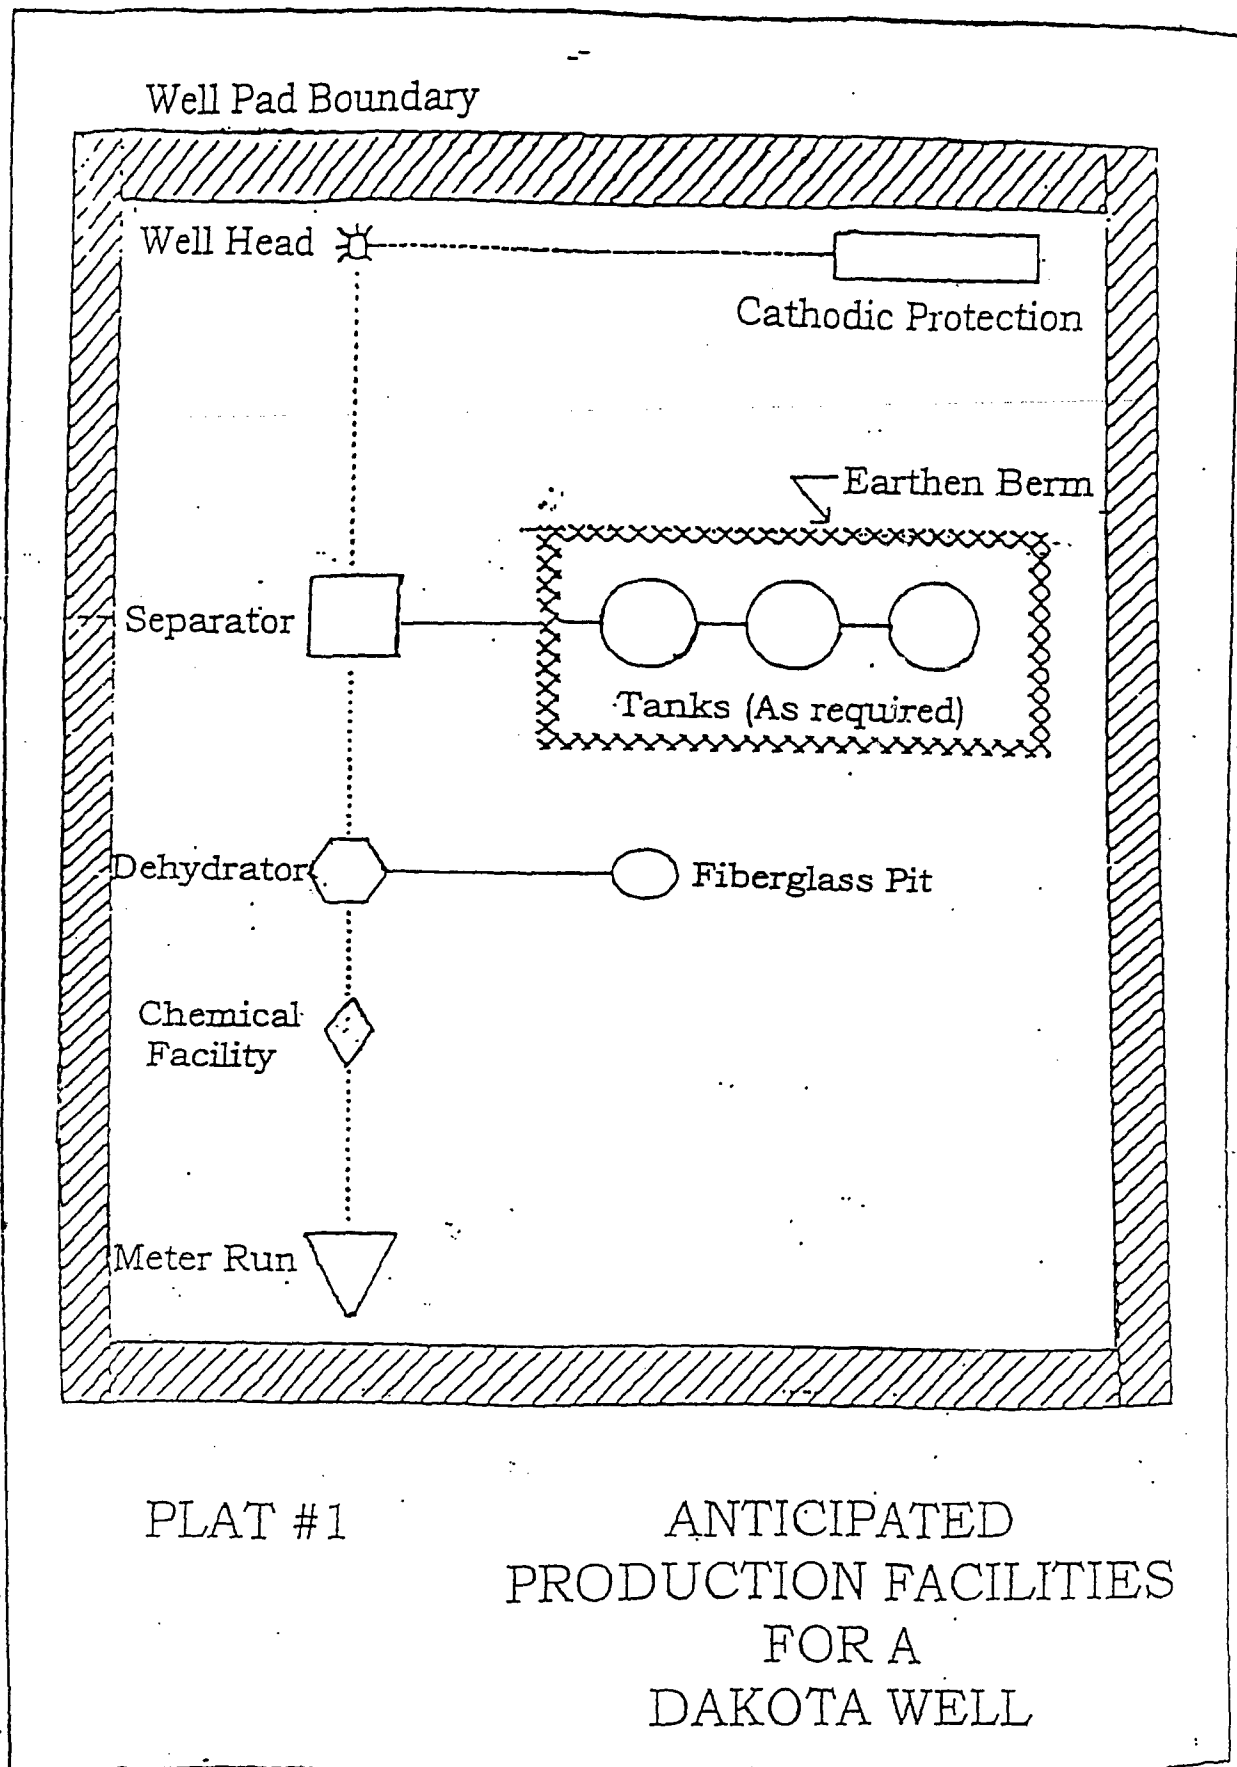 Well Pad Boundary
Well Head
Cathodic Protection
Earthen Berm
Separator
Tanks (As required)
Dehydrator
Fiberglass Pit
Chemical
Facility
Meter Run
PLAT #1
ANTICIPATED
PRODUCTION FACILITIES
FOR A
DAKOTA WELL